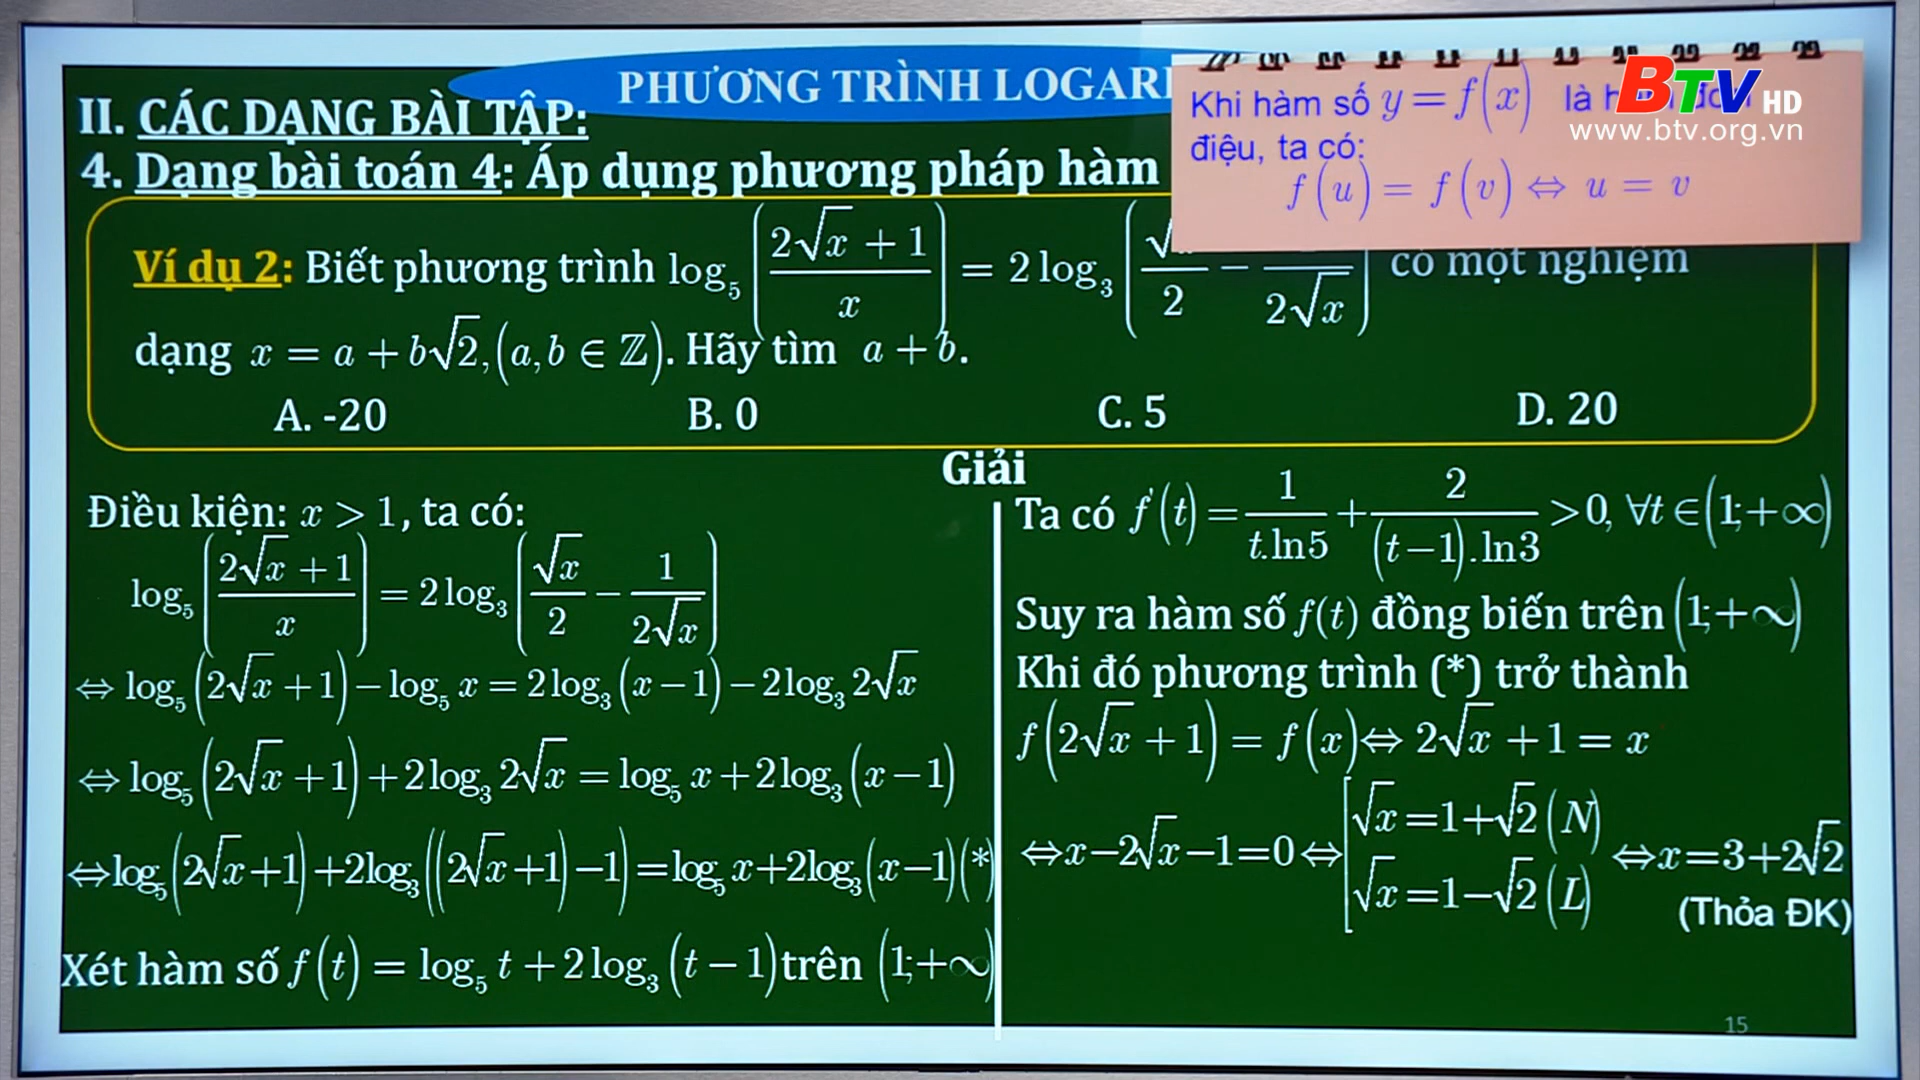 PHƯƠNG TRÌNH LOGARI
BTV HD
www.btv.org.vn
Khi hàm số y = f(x) là
điệu, ta có:
f(u) = f(v) ⇔ u = v
II. CÁC DẠNG BÀI TẬP:
4. Dạng bài toán 4: Áp dụng phương pháp hàm
Ví dụ 2: Biết phương trình log₅((2√x + 1)/x) = 2log₃(√ /2 − /(2√x)) có một nghiệm
dạng x = a + b√2, (a, b ∈ ℤ). Hãy tìm a + b.
A. -20 B. 0 C. 5 D. 20
Giải
Điều kiện: x > 1, ta có:
log₅((2√x + 1)/x) = 2log₃(√x/2 − 1/(2√x))
⇔ log₅(2√x + 1) − log₅ x = 2log₃(x − 1) − 2log₃ 2√x
⇔ log₅(2√x + 1) + 2log₃ 2√x = log₅ x + 2log₃(x − 1)
⇔ log₅(2√x + 1) + 2log₃((2√x + 1) − 1) = log₅ x + 2log₃(x − 1) (*)
Xét hàm số f(t) = log₅ t + 2log₃(t − 1) trên (1; +∞)
Ta có f'(t) = 1/(t.ln5) + 2/((t − 1).ln3) > 0, ∀t ∈ (1; +∞)
Suy ra hàm số f(t) đồng biến trên (1; +∞)
Khi đó phương trình (*) trở thành
f(2√x + 1) = f(x) ⇔ 2√x + 1 = x
⇔ x − 2√x − 1 = 0 ⇔ [ √x = 1 + √2 (N)
√x = 1 − √2 (L)
⇔ x = 3 + 2√2
(Thỏa ĐK)
15